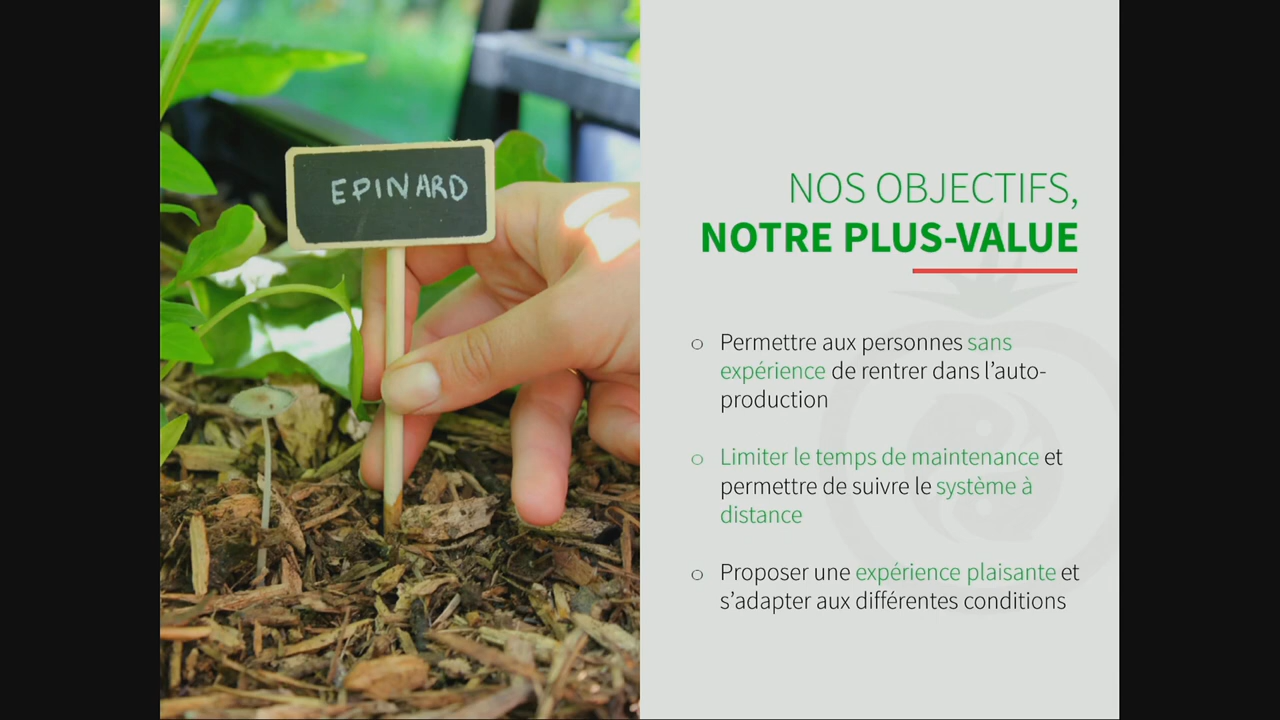 EPINARD
NOS OBJECTIFS,
NOTRE PLUS-VALUE
Permettre aux personnes sans
expérience de rentrer dans l’auto-
production
Limiter le temps de maintenance et
permettre de suivre le système à
distance
Proposer une expérience plaisante et
s’adapter aux différentes conditions